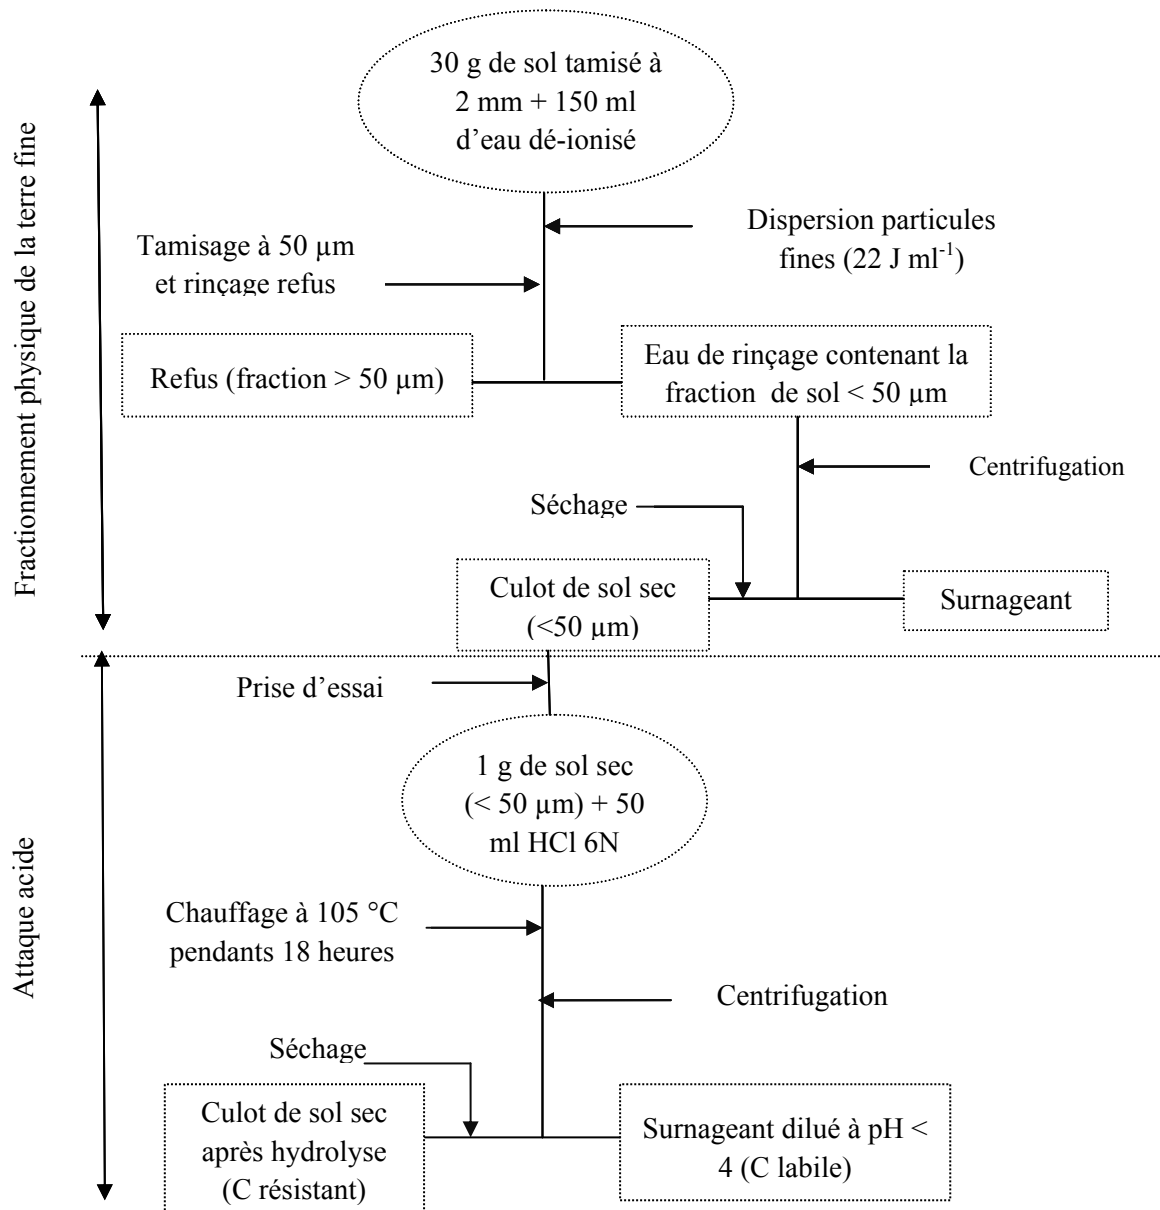 30 g de sol tamisé à
2 mm + 150 ml
d’eau dé-ionisé
Fractionnement physique de la terre fine
Dispersion particules
fines (22 J ml-1)
Tamisage à 50 µm
et rinçage refus
Refus (fraction > 50 µm)
Eau de rinçage contenant la
fraction de sol < 50 µm
Centrifugation
Séchage
Culot de sol sec
(<50 µm)
Surnageant
Prise d’essai
1 g de sol sec
(< 50 µm) + 50
ml HCl 6N
Attaque acide
Chauffage à 105 °C
pendants 18 heures
Centrifugation
Séchage
Culot de sol sec
après hydrolyse
(C résistant)
Surnageant dilué à pH <
4 (C labile)